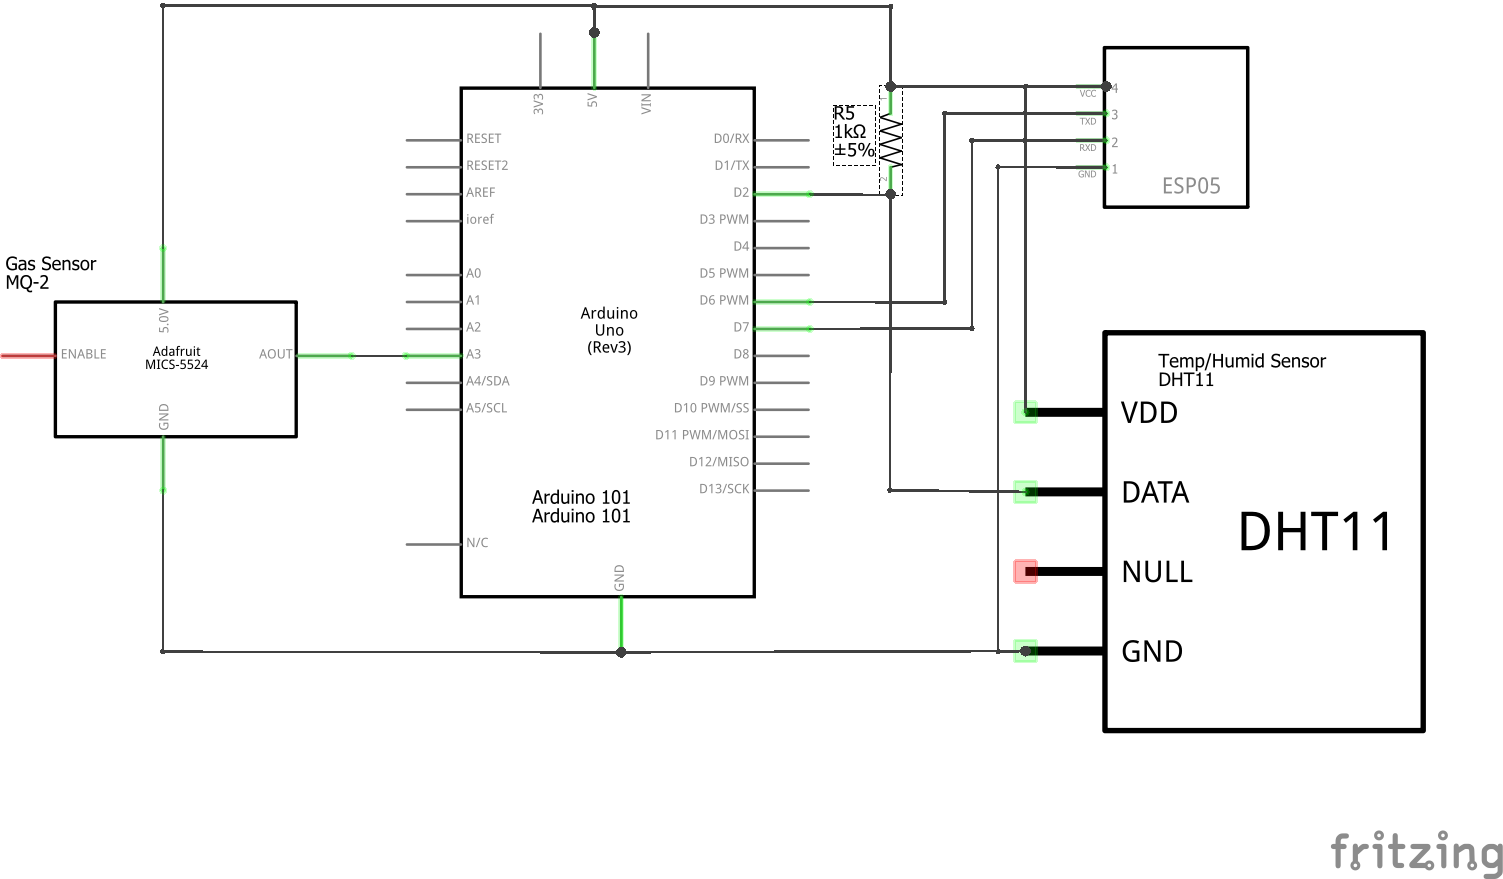 3V3
5V
VIN
RESET
RESET2
AREF
ioref
A0
A1
A2
A3
A4/SDA
A5/SCL
N/C
D0/RX
D1/TX
D2
D3 PWM
D4
D5 PWM
D6 PWM
D7
D8
D9 PWM
D10 PWM/SS
D11 PWM/MOSI
D12/MISO
D13/SCK
Arduino
Uno
(Rev3)
Arduino 101
Arduino 101
GND
Gas Sensor
MQ-2
5.0V
ENABLE
Adafruit
MICS-5524
AOUT
GND
R5
1kΩ
±5%
1
2
VCC
4
TXD
3
RXD
2
GND
1
ESP05
Temp/Humid Sensor
DHT11
VDD
DATA
DHT11
NULL
GND
fritzing